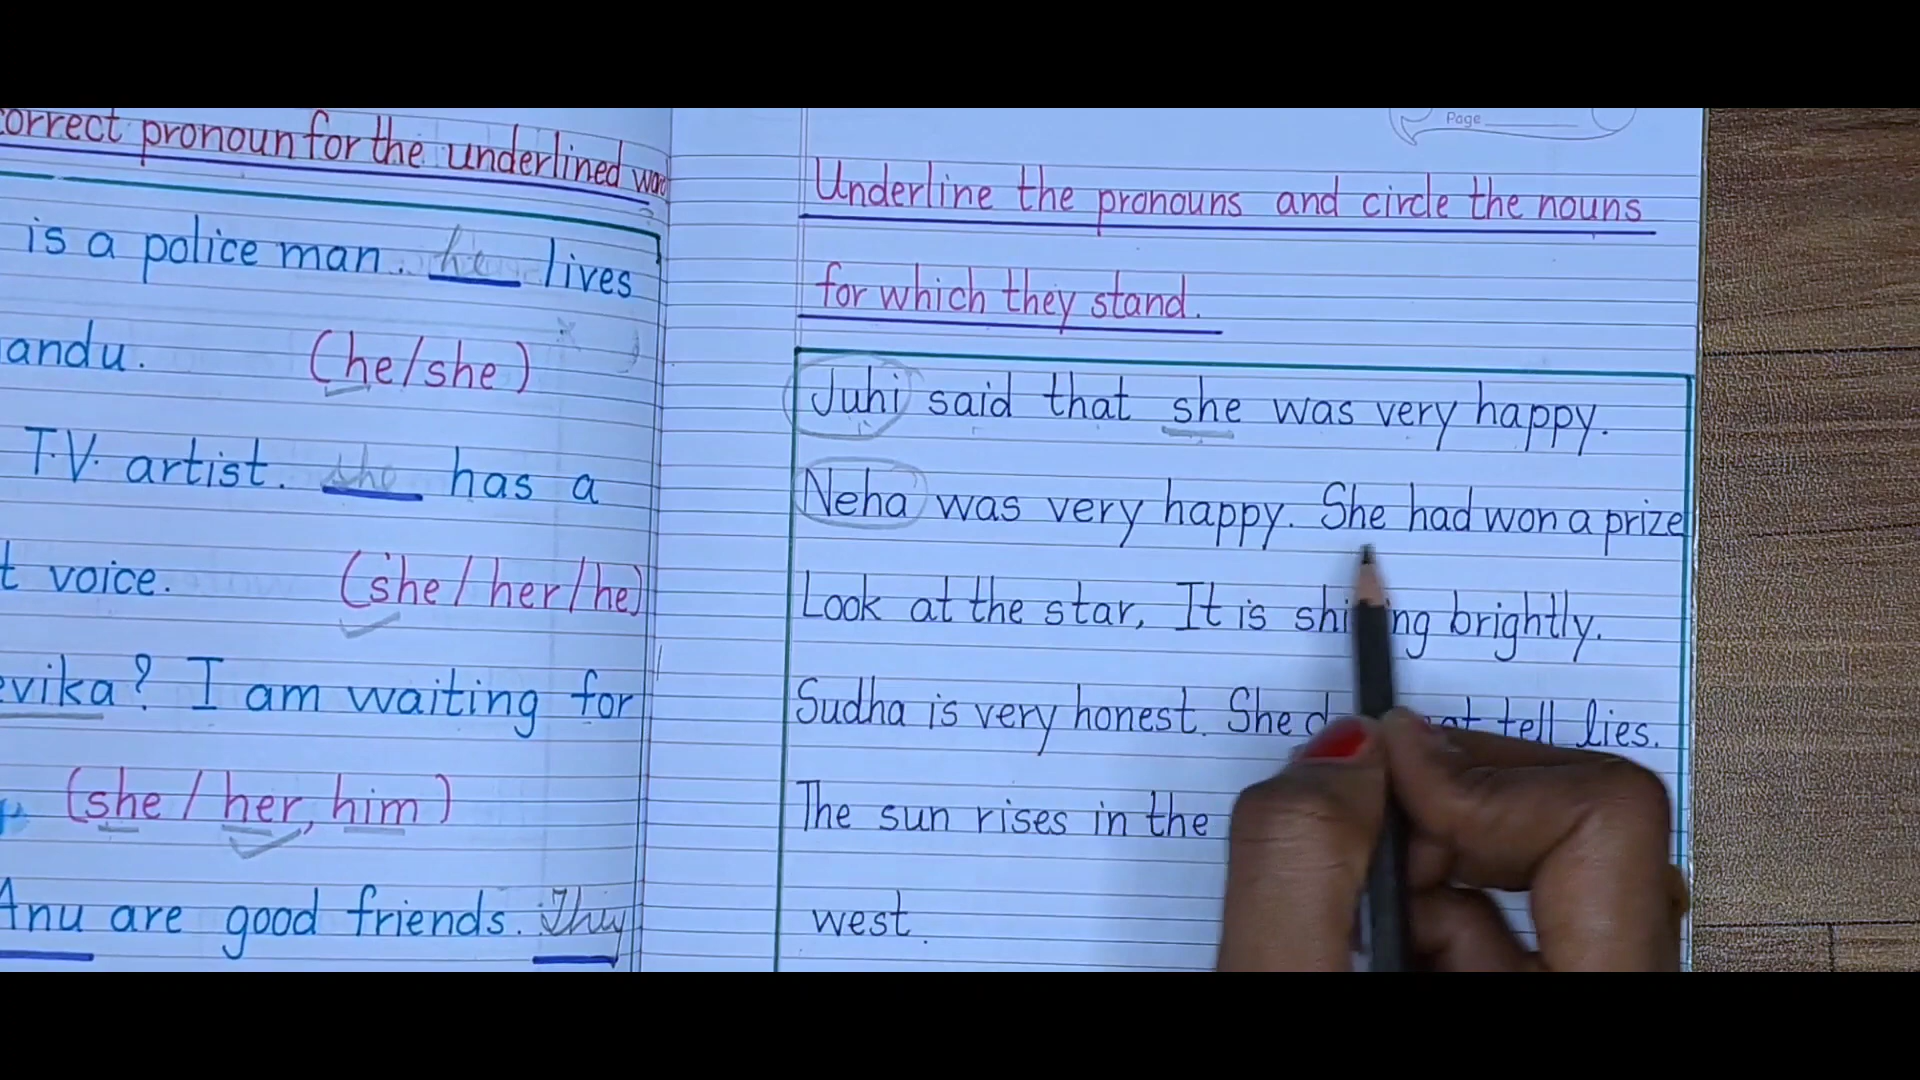 correct pronoun for the underlined
is a police man. he lives
andu. (he/she)
T.V. artist. she has a
t voice. (she/her/he)
evika? I am waiting for
(she/her, him)
Anu are good friends. They
Page
Underline the pronouns and circle the nouns
for which they stand.
Juhi said that she was very happy.
Neha was very happy. She had won a prize
Look at the star, It is shining brightly.
Sudha is very honest. She tell lies.
The sun rises in the
west.